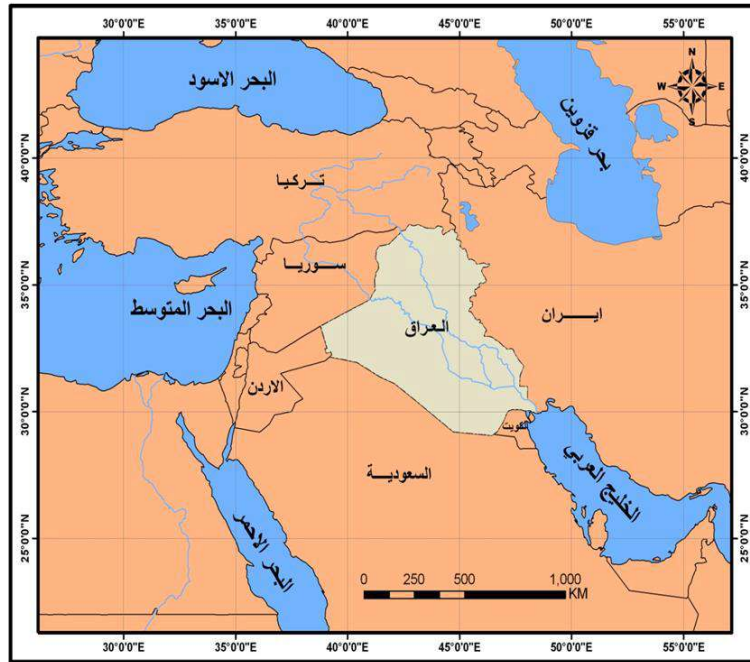 30°0'0"E 35°0'0"E 40°0'0"E 45°0'0"E 50°0'0"E 55°0'0"E
N
W E
S
البحر الاسود
بحر قزوين
40°0'0"N 40°0'0"N
تـركيـا
ســـوريــا
35°0'0"N 35°0'0"N
البحر المتوسط
العراق
ايـــــران
الاردن
30°0'0"N 30°0'0"N
الكويت
السعوديـــة
الخليج العربي
25°0'0"N 25°0'0"N
البحر الاحمر
0 250 500 1,000
KM
30°0'0"E 35°0'0"E 40°0'0"E 45°0'0"E 50°0'0"E 55°0'0"E